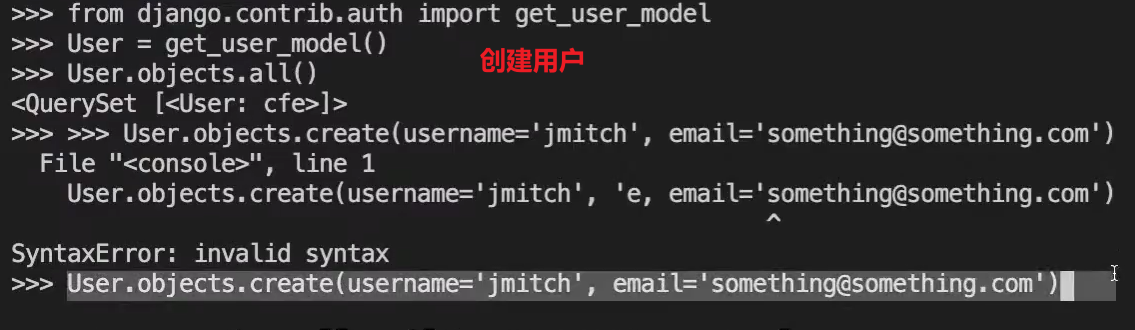 >>> from django.contrib.auth import get_user_model
>>> User = get_user_model()
创建用户
>>> User.objects.all()
<QuerySet [<User: cfe>]>
>>> >>> User.objects.create(username='jmitch', email='something@something.com')
  File "<console>", line 1
    User.objects.create(username='jmitch', 'e, email='something@something.com')
                                                   ^
SyntaxError: invalid syntax
>>> User.objects.create(username='jmitch', email='something@something.com')